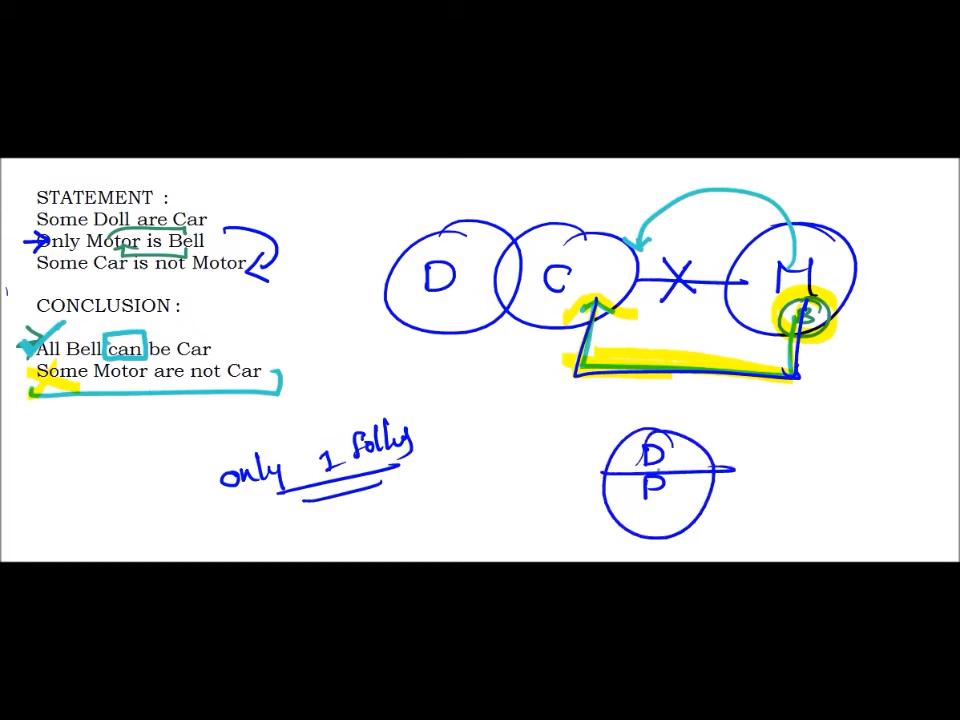 STATEMENT :
Some Doll are Car
Only Motor is Bell
Some Car is not Motor
CONCLUSION :
All Bell can be Car
Some Motor are not Car
D C M
B
only 1 follys
D
P